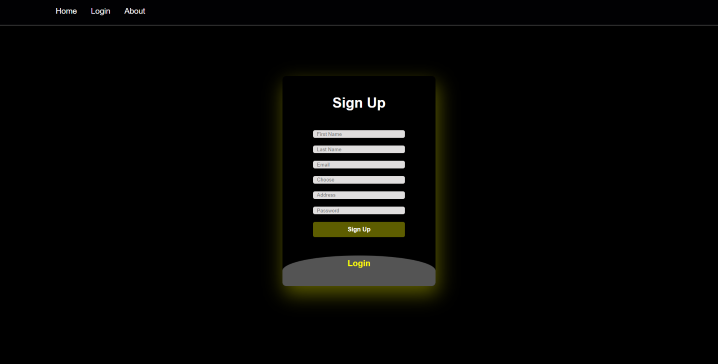 Home Login About
Sign Up
First Name
Last Name
Email
Choose
Address
Password
Sign Up
Login